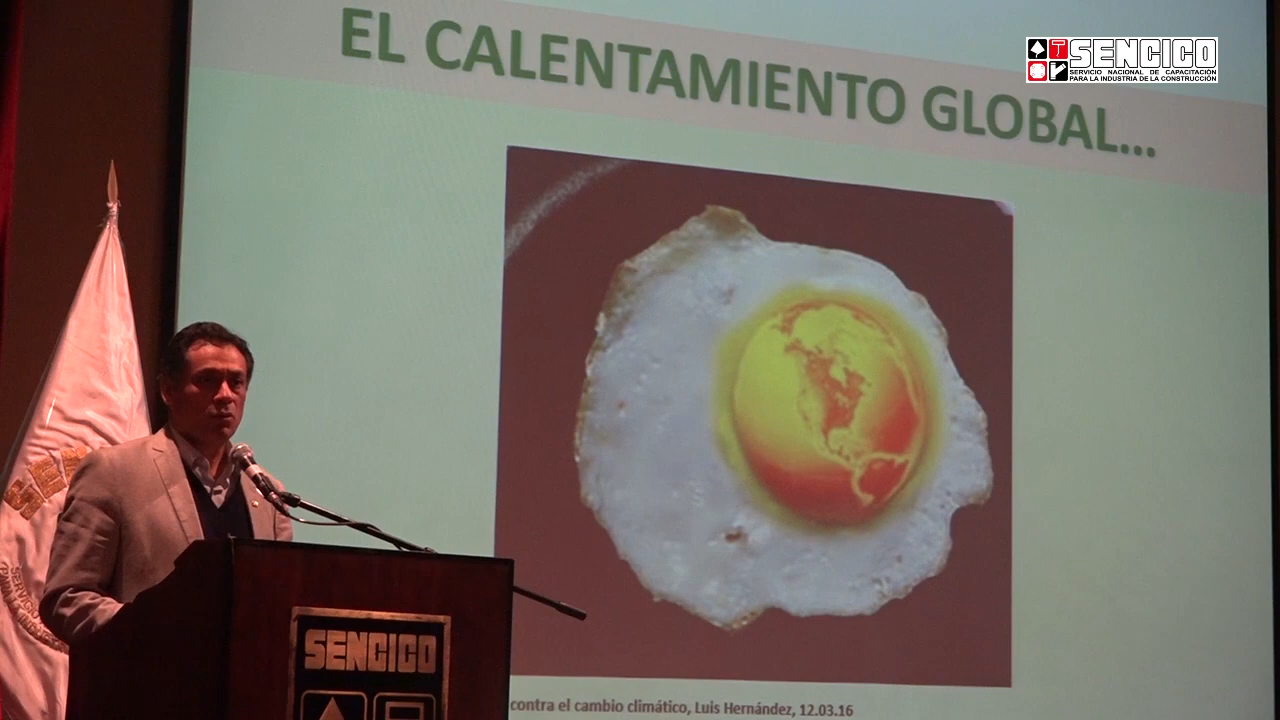 EL CALENTAMIENTO GLOBAL...
SENCICO
SERVICIO NACIONAL DE CAPACITACIÓN
PARA LA INDUSTRIA DE LA CONSTRUCCIÓN
SENCICO
contra el cambio climático, Luis Hernández, 12.03.16